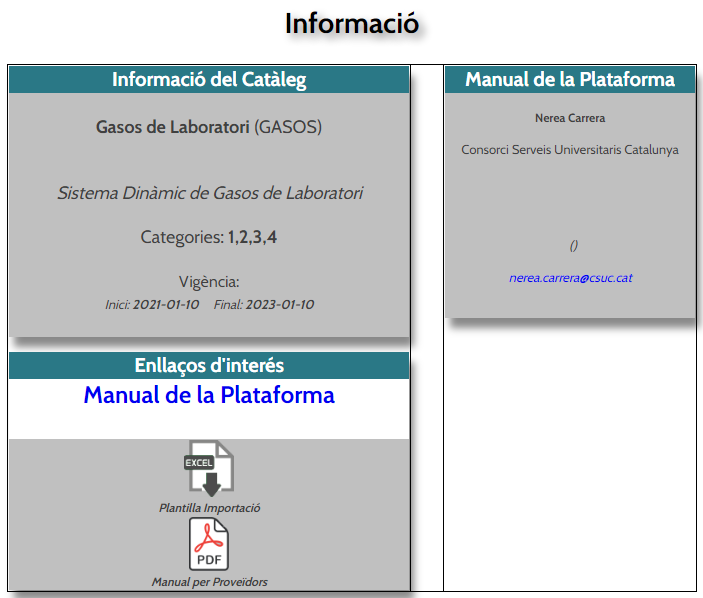 Informació
Informació del Catàleg
Gasos de Laboratori (GASOS)
Sistema Dinàmic de Gasos de Laboratori
Categories: 1,2,3,4
Vigència:
Inici: 2021-01-10 Final: 2023-01-10
Enllaços d'interés
Manual de la Plataforma
EXCEL
Plantilla Importació
PDF
Manual per Proveïdors
Manual de la Plataforma
Nerea Carrera
Consorci Serveis Universitaris Catalunya
()
nerea.carrera@csuc.cat